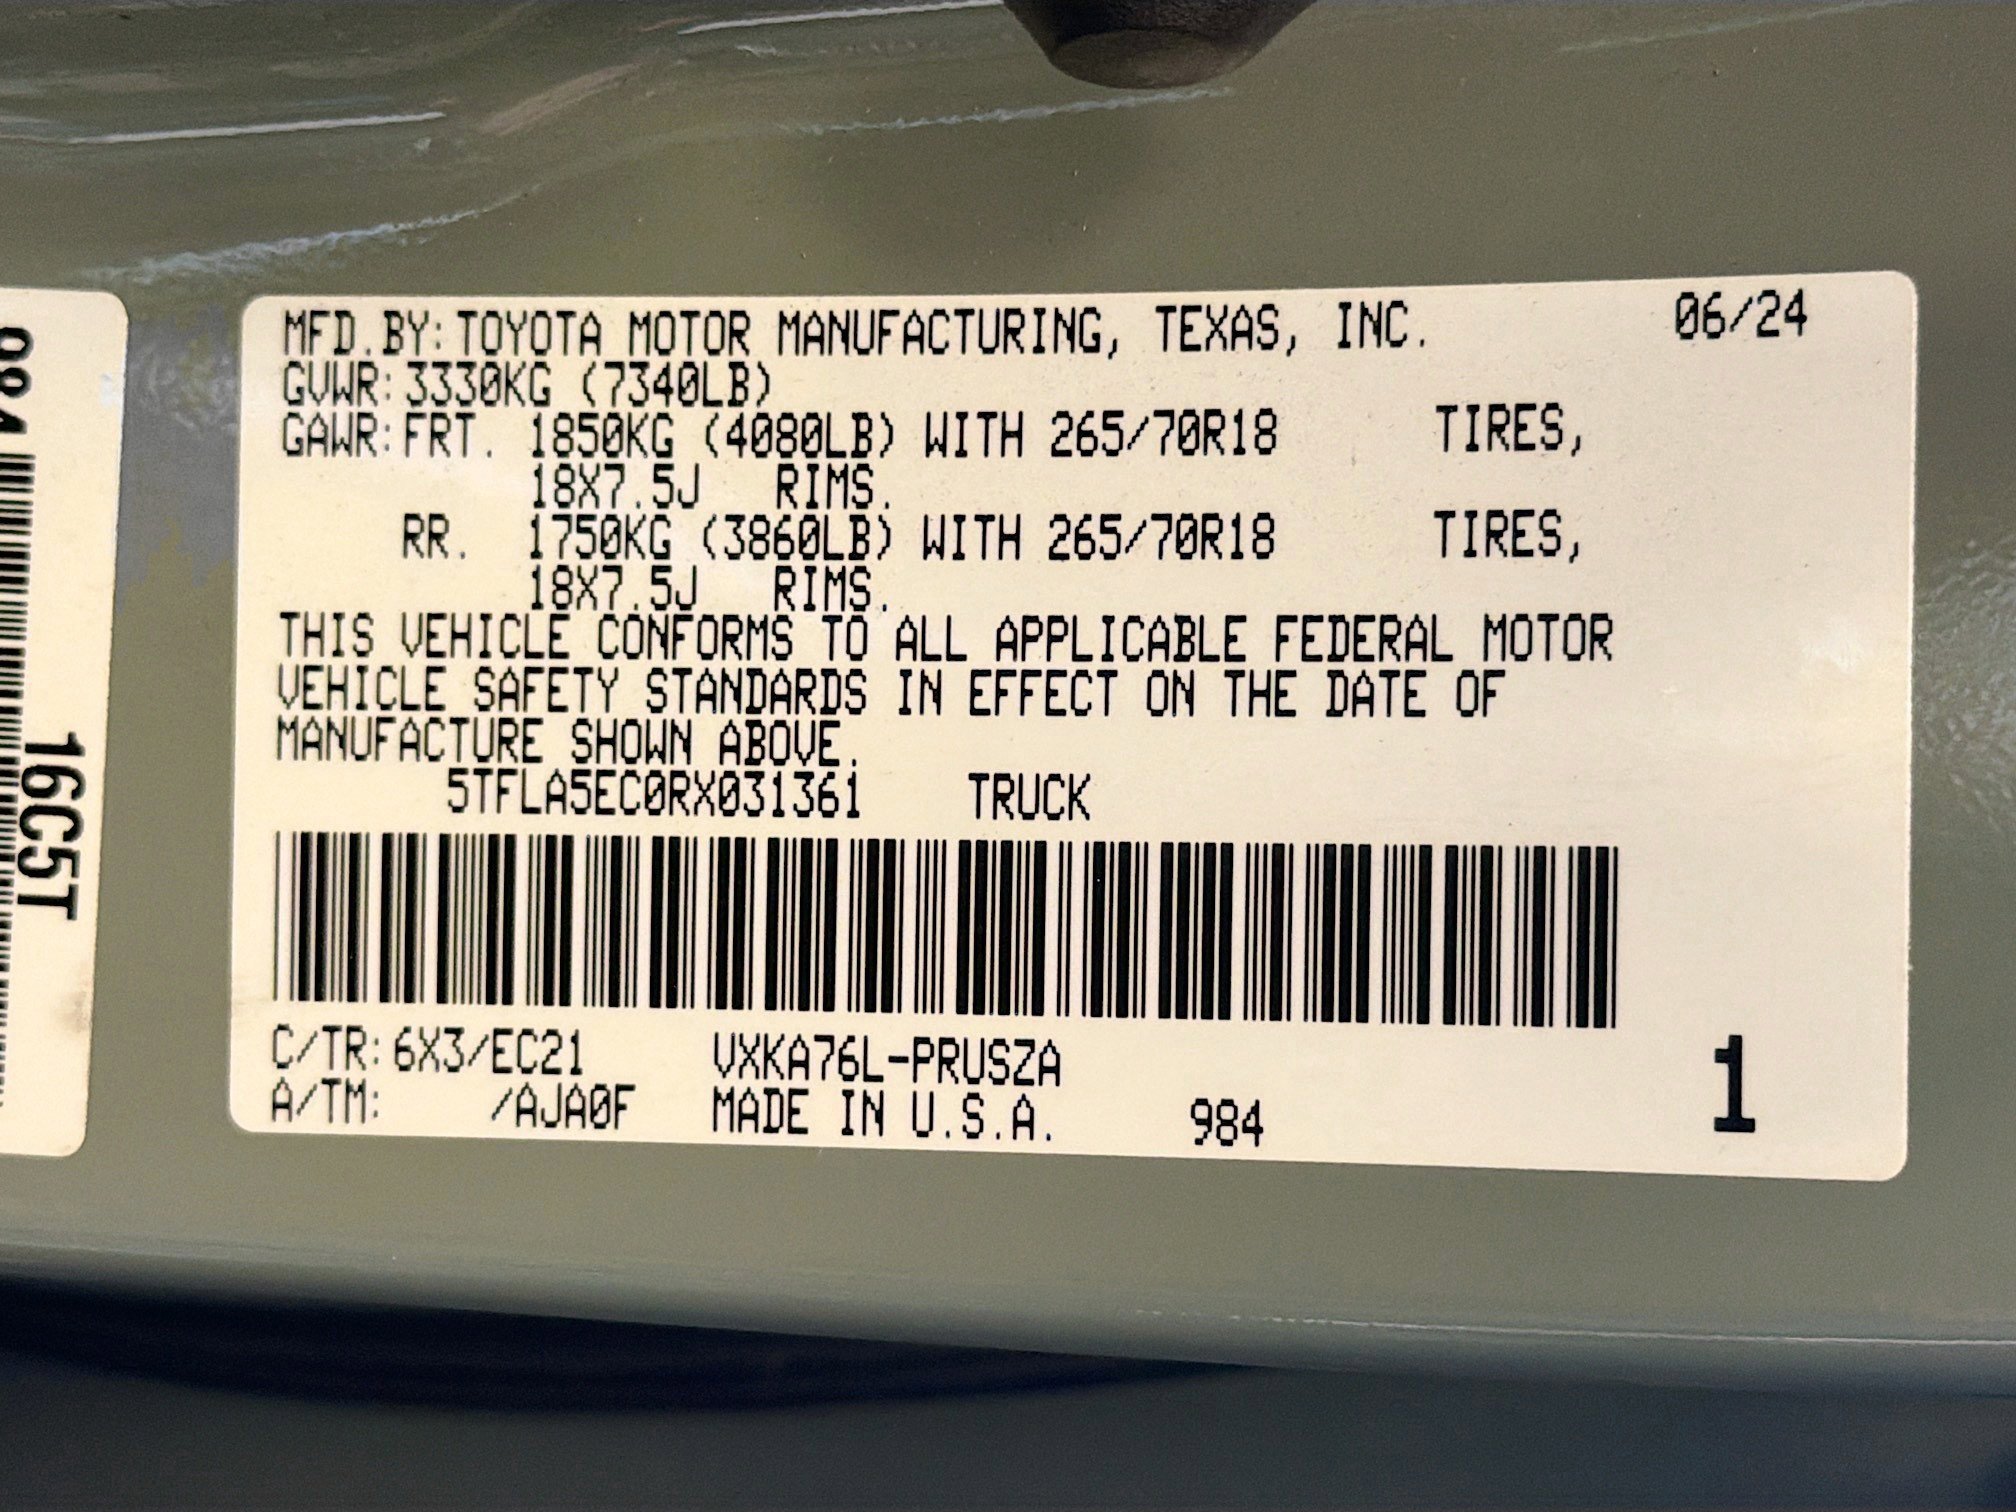 MFD.BY:TOYOTA MOTOR MANUFACTURING, TEXAS, INC. 06/24
GVWR:3330KG (7340LB)
GAWR:FRT. 1850KG (4080LB) WITH 265/70R18 TIRES,
18X7.5J RIMS.
RR. 1750KG (3860LB) WITH 265/70R18 TIRES,
18X7.5J RIMS.
THIS VEHICLE CONFORMS TO ALL APPLICABLE FEDERAL MOTOR
VEHICLE SAFETY STANDARDS IN EFFECT ON THE DATE OF
MANUFACTURE SHOWN ABOVE.
5TFLA5EC0RX031361 TRUCK
C/TR:6X3/EC21 VXKA76L-PRUSZA
A/TM: /AJA0F MADE IN U.S.A. 984
1
16C5T